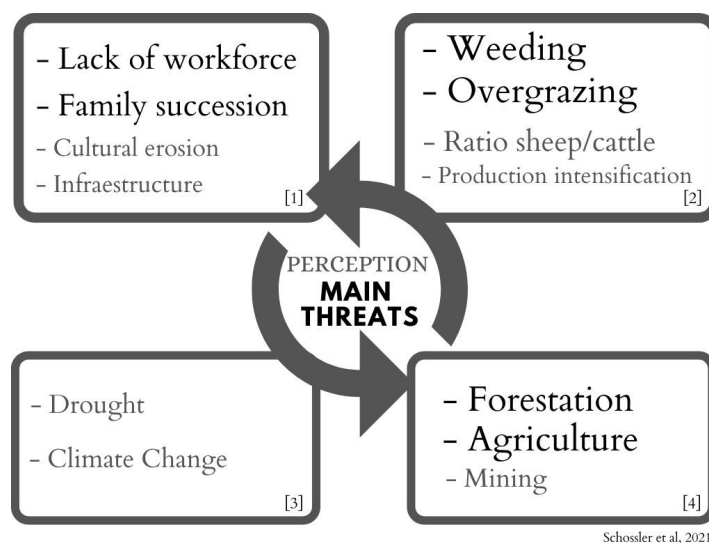 - Lack of workforce
- Family succession
- Cultural erosion
- Infraestructure
[1]
- Weeding
- Overgrazing
- Ratio sheep/cattle
- Production intensification
[2]
PERCEPTION
MAIN
THREATS
- Drought
- Climate Change
[3]
- Forestation
- Agriculture
- Mining
[4]
Schossler et al, 2021